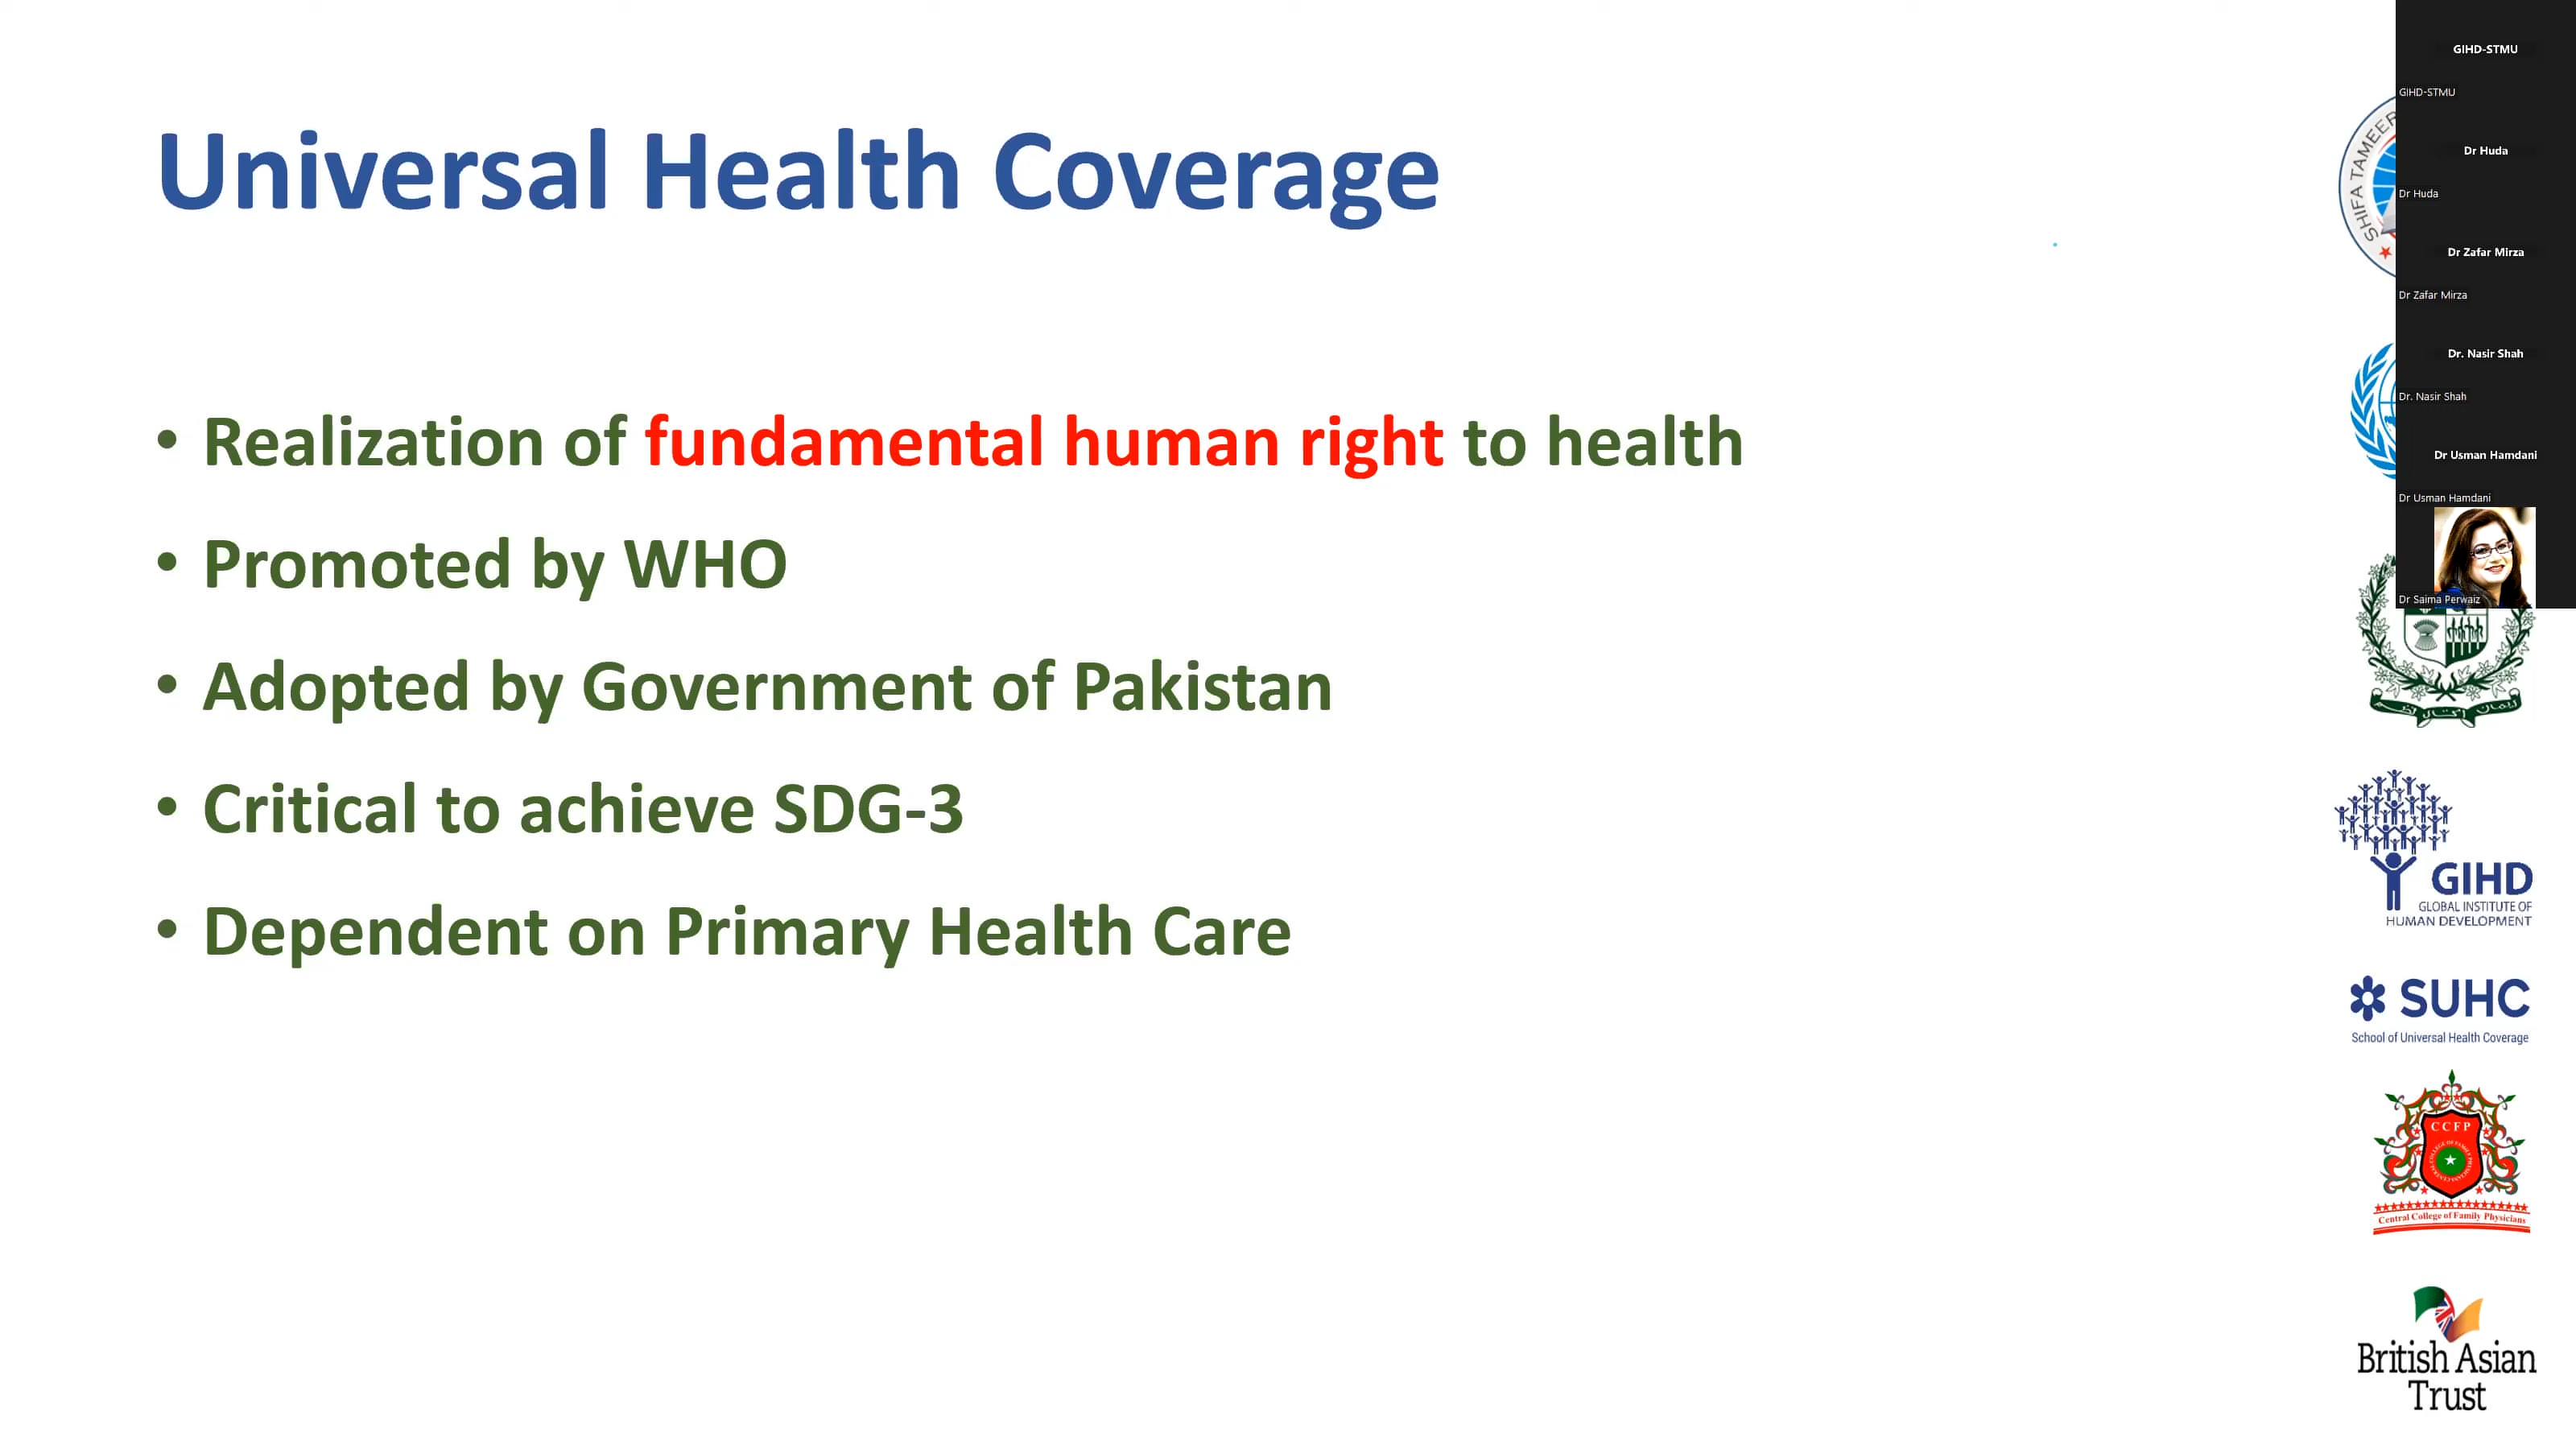 Universal Health Coverage
• Realization of fundamental human right to health
• Promoted by WHO
• Adopted by Government of Pakistan
• Critical to achieve SDG-3
• Dependent on Primary Health Care
GIHD-STMU
GIHD-STMU
Dr Huda
Dr Huda
Dr Zafar Mirza
Dr Zafar Mirza
Dr. Nasir Shah
Dr. Nasir Shah
Dr Usman Hamdani
Dr Usman Hamdani
Dr Saima Perwaiz
SHIFA TAMEER
GIHD
GLOBAL INSTITUTE OF
HUMAN DEVELOPMENT
SUHC
School of Universal Health Coverage
CCFP
Central College of Family Physicians
British Asian
Trust